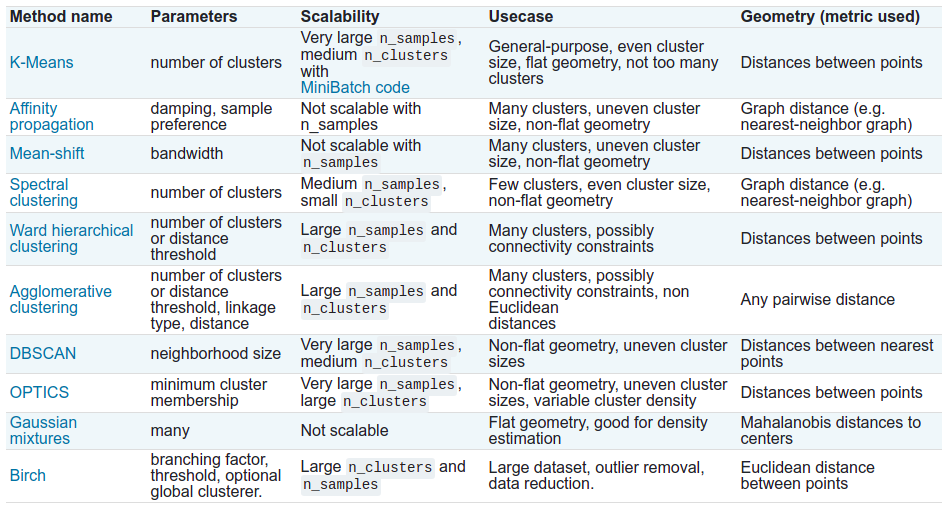 Method name Parameters Scalability Usecase Geometry (metric used)
K-Means
number of clusters
Very large n_samples,
medium n_clusters
with
MiniBatch code
General-purpose, even cluster
size, flat geometry, not too many
clusters
Distances between points
Affinity
propagation
damping, sample
preference
Not scalable with
n_samples
Many clusters, uneven cluster
size, non-flat geometry
Graph distance (e.g.
nearest-neighbor graph)
Mean-shift
bandwidth
Not scalable with
n_samples
Many clusters, uneven cluster
size, non-flat geometry
Distances between points
Spectral
clustering
number of clusters
Medium n_samples,
small n_clusters
Few clusters, even cluster size,
non-flat geometry
Graph distance (e.g.
nearest-neighbor graph)
Ward hierarchical
clustering
number of clusters
or distance
threshold
Large n_samples and
n_clusters
Many clusters, possibly
connectivity constraints
Distances between points
Agglomerative
clustering
number of clusters
or distance
threshold, linkage
type, distance
Large n_samples and
n_clusters
Many clusters, possibly
connectivity constraints, non
Euclidean
distances
Any pairwise distance
DBSCAN
neighborhood size
Very large n_samples,
medium n_clusters
Non-flat geometry, uneven cluster
sizes
Distances between nearest
points
OPTICS
minimum cluster
membership
Very large n_samples,
large n_clusters
Non-flat geometry, uneven cluster
sizes, variable cluster density
Distances between points
Gaussian
mixtures
many
Not scalable
Flat geometry, good for density
estimation
Mahalanobis distances to
centers
Birch
branching factor,
threshold, optional
global clusterer.
Large n_clusters and
n_samples
Large dataset, outlier removal,
data reduction.
Euclidean distance
between points